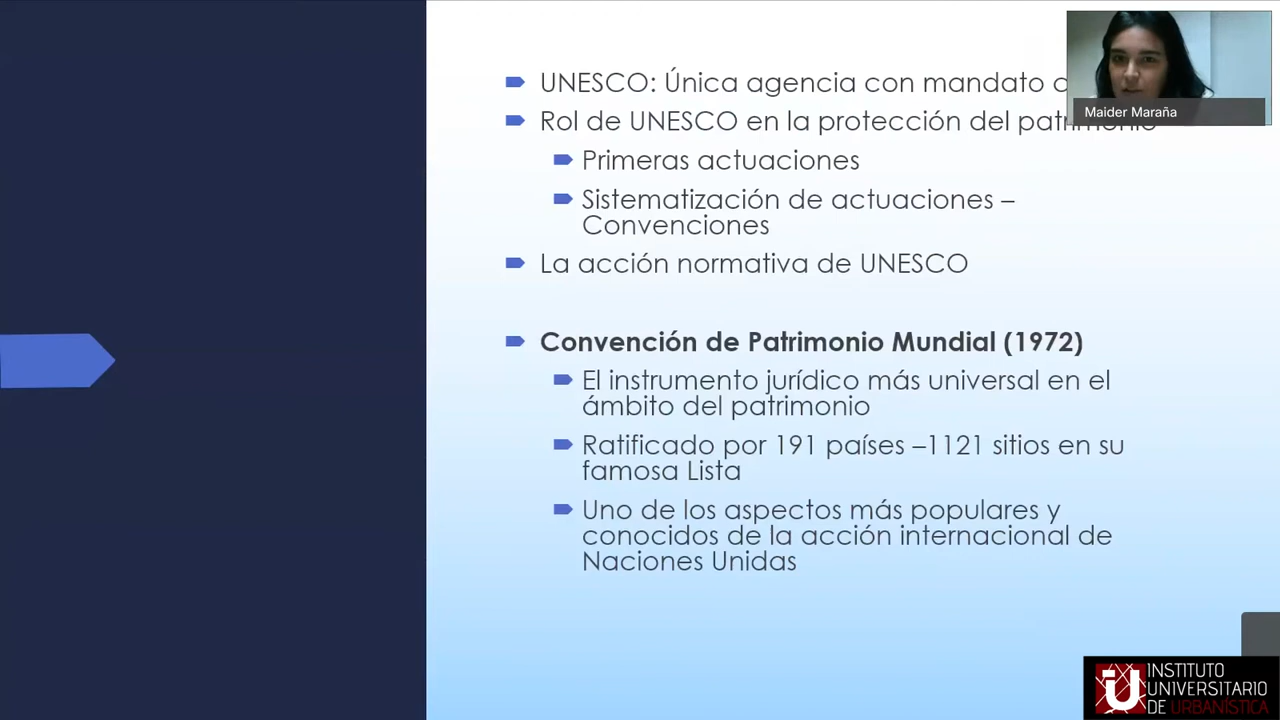 UNESCO: Única agencia con mandato
Maider Maraña
Rol de UNESCO en la protección del patrimonio
Primeras actuaciones
Sistematización de actuaciones –
Convenciones
La acción normativa de UNESCO
Convención de Patrimonio Mundial (1972)
El instrumento jurídico más universal en el
ámbito del patrimonio
Ratificado por 191 países –1121 sitios en su
famosa Lista
Uno de los aspectos más populares y
conocidos de la acción internacional de
Naciones Unidas
INSTITUTO
UNIVERSITARIO
DE URBANÍSTICA